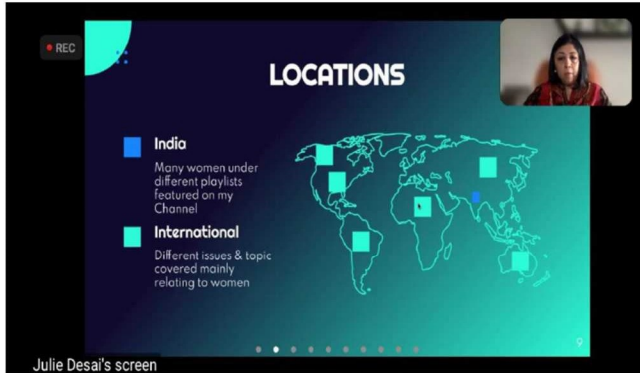 REC
LOCATIONS
India
Many women under
different playlists
featured on my
Channel
International
Different issues & topic
covered mainly
relating to women
9
Julie Desai's screen